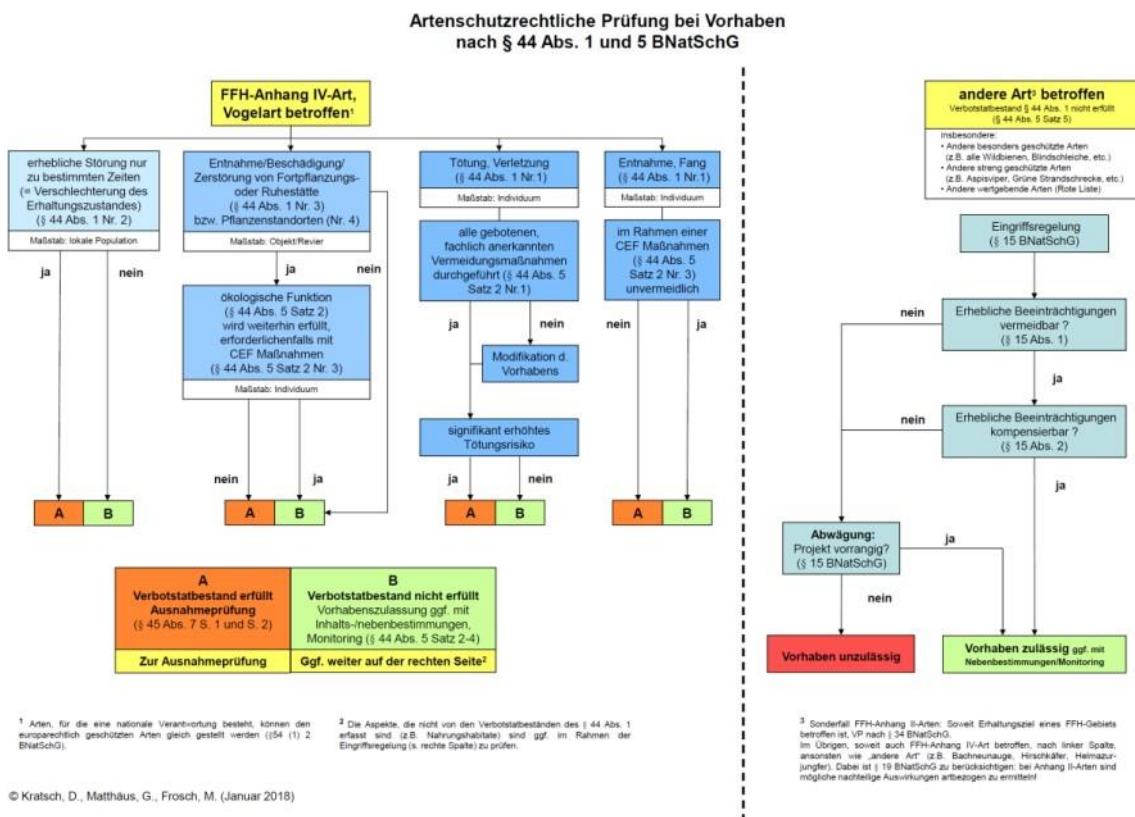 Artenschutzrechtliche Prüfung bei Vorhaben
nach § 44 Abs. 1 und 5 BNatSchG
FFH-Anhang IV-Art,
Vogelart betroffen¹
erhebliche Störung nur
zu bestimmten Zeiten
(= Verschlechterung des
Erhaltungszustandes)
(§ 44 Abs. 1 Nr. 2)
Maßstab: lokale Population
ja
nein
Entnahme/Beschädigung/
Zerstörung von Fortpflanzungs-
oder Ruhestätte
(§ 44 Abs. 1 Nr. 3)
bzw. Pflanzenstandorten (Nr. 4)
Maßstab: Objekt/Revier
ja
nein
ökologische Funktion
(§ 44 Abs. 5 Satz 2)
wird weiterhin erfüllt,
erforderlichenfalls mit
CEF Maßnahmen
(§ 44 Abs. 5 Satz 2 Nr. 3)
Maßstab: Individuum
nein
ja
Tötung, Verletzung
(§ 44 Abs. 1 Nr.1)
Maßstab: Individuum
alle gebotenen,
fachlich anerkannten
Vermeidungsmaßnahmen
durchgeführt (§ 44 Abs. 5
Satz 2 Nr.1)
ja
nein
Modifikation d.
Vorhabens
signifikant erhöhtes
Tötungsrisiko
ja
nein
Entnahme, Fang
(§ 44 Abs. 1 Nr.1)
Maßstab: Individuum
im Rahmen einer
CEF Maßnahmen
(§ 44 Abs. 5
Satz 2 Nr. 3)
unvermeidlich
nein
ja
A B
A B
A B
A B
A
Verbotstatbestand erfüllt
Ausnahmeprüfung
(§ 45 Abs. 7 S. 1 und S. 2)
Zur Ausnahmeprüfung
B
Verbotstatbestand nicht erfüllt
Vorhabenszulassung ggf. mit
Inhalts-/nebenbestimmungen,
Monitoring (§ 44 Abs. 5 Satz 2-4)
Ggf. weiter auf der rechten Seite²
¹ Arten, für die eine nationale Verantwortung besteht, können den
europarechtlich geschützten Arten gleich gestellt werden (§54 (1) 2
BNatSchG).
² Die Aspekte, die nicht von den Verbotstatbeständen des § 44 Abs. 1
erfasst sind (z.B. Nahrungshabitate) sind ggf. im Rahmen der
Eingriffsregelung (s. rechte Spalte) zu prüfen.
© Kratsch, D., Matthäus, G., Frosch, M. (Januar 2018)
andere Art³ betroffen
Verbotstatbestand § 44 Abs. 1 nicht erfüllt
(§ 44 Abs. 5 Satz 5)
Insbesondere:
• Andere besonders geschützte Arten
(z.B. alle Wildbienen, Blindschleiche, etc.)
• Andere streng geschützte Arten
(z.B. Aspisviper, Grüne Strandschrecke, etc.)
• Andere wertgebende Arten (Rote Liste)
Eingriffsregelung
(§ 15 BNatSchG)
Erhebliche Beeinträchtigungen
vermeidbar ?
(§ 15 Abs. 1)
nein
ja
Erhebliche Beeinträchtigungen
kompensierbar ?
(§ 15 Abs. 2)
nein
ja
Abwägung:
Projekt vorrangig?
(§ 15 BNatSchG)
ja
nein
Vorhaben unzulässig
Vorhaben zulässig ggf. mit
Nebenbestimmungen/Monitoring
³ Sonderfall FFH-Anhang II-Arten: Soweit Erhaltungsziel eines FFH-Gebiets
betroffen ist, VP nach § 34 BNatSchG.
Im Übrigen, soweit auch FFH-Anhang IV-Art betroffen, nach linker Spalte,
ansonsten wie „andere Art“ (z.B. Bachneunauge, Hirschkäfer, Helmazur-
jungfer). Dabei ist § 19 BNatSchG zu berücksichtigen: bei Anhang II-Arten sind
mögliche nachteilige Auswirkungen artbezogen zu ermitteln!